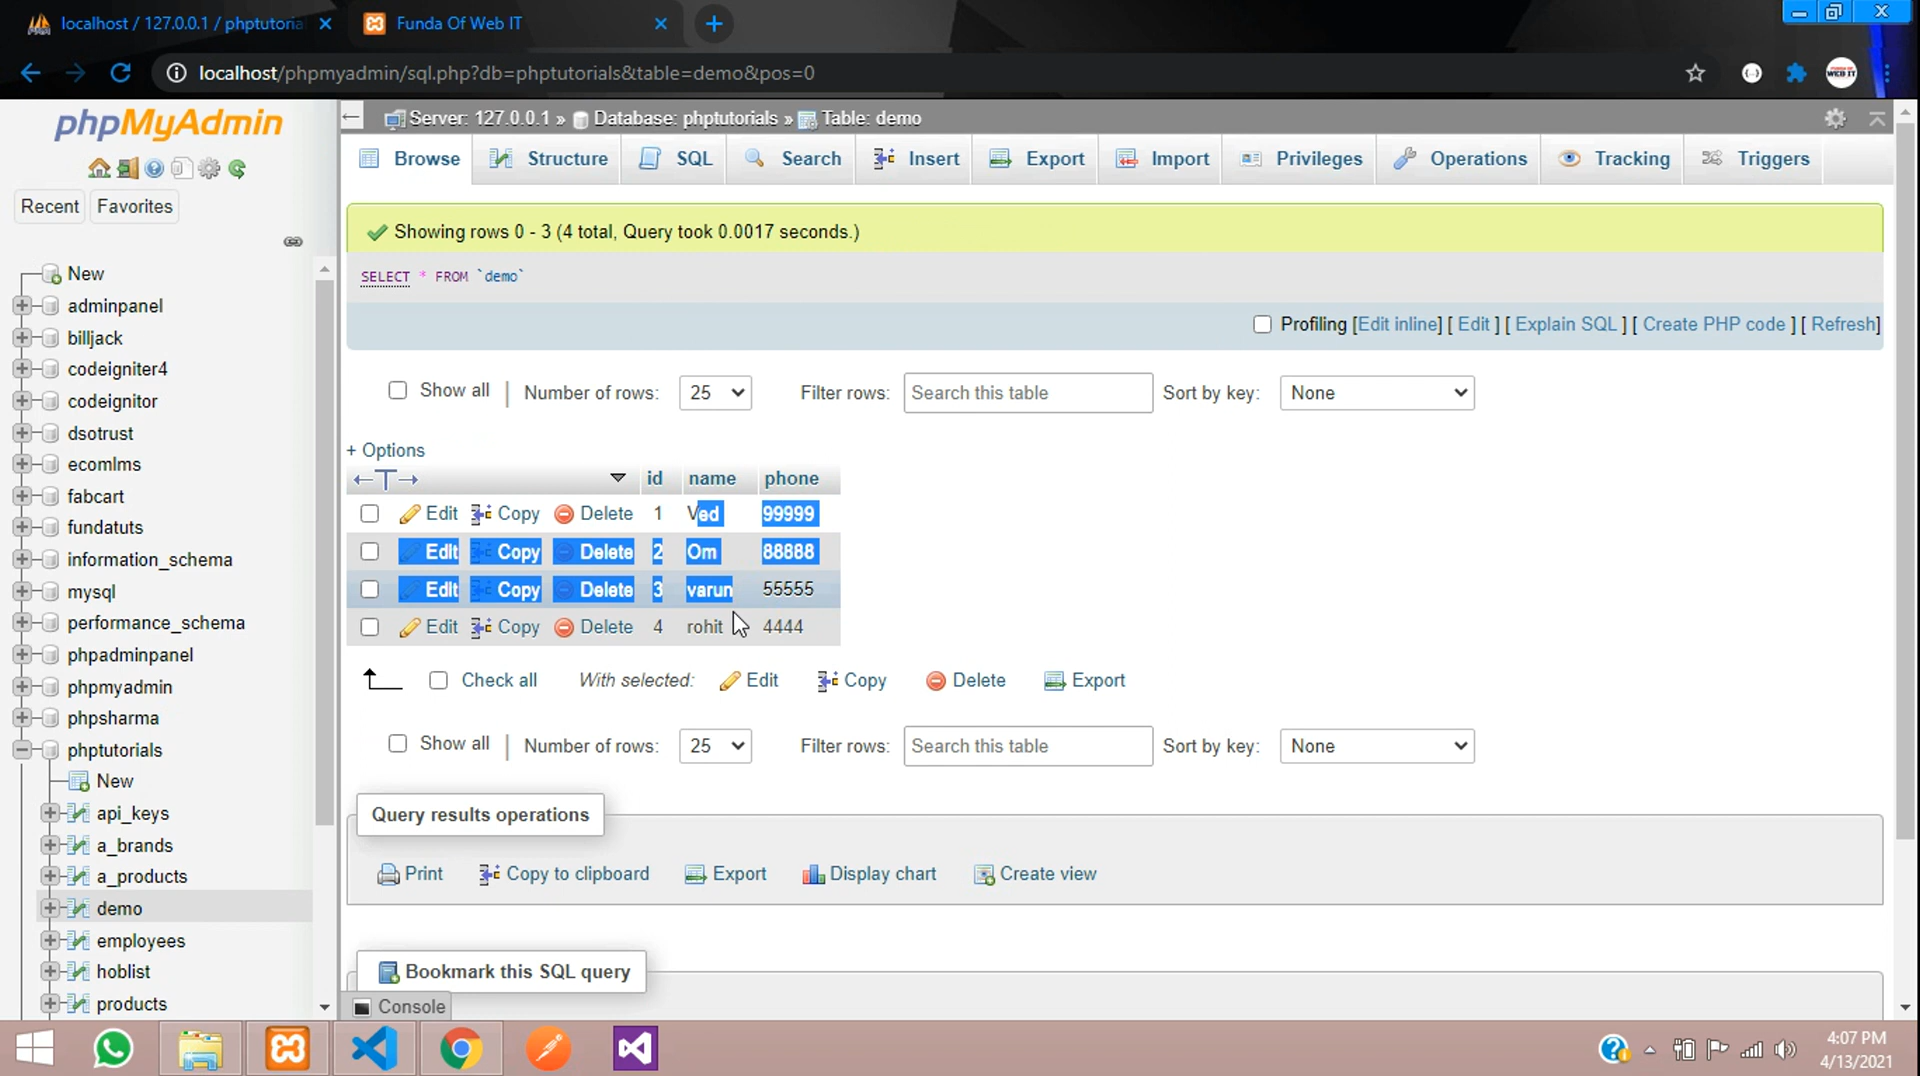 localhost / 127.0.0.1 / phptutoria
Funda Of Web IT
localhost/phpmyadmin/sql.php?db=phptutorials&table=demo&pos=0
phpMyAdmin
Server: 127.0.0.1 » Database: phptutorials » Table: demo
Browse Structure SQL Search Insert Export Import Privileges Operations Tracking Triggers
Recent Favorites
New
adminpanel
billjack
codeigniter4
codeignitor
dsotrust
ecomlms
fabcart
fundatuts
information_schema
mysql
performance_schema
phpadminpanel
phpmyadmin
phpsharma
phptutorials
New
api_keys
a_brands
a_products
demo
employees
hoblist
products
Showing rows 0 - 3 (4 total, Query took 0.0017 seconds.)
SELECT * FROM `demo`
Profiling [Edit inline] [ Edit ] [ Explain SQL ] [ Create PHP code ] [ Refresh]
Show all | Number of rows: 25 Filter rows: Search this table Sort by key: None
+ Options
id name phone
Edit Copy Delete 1 Ved 99999
Edit Copy Delete 2 Om 88888
Edit Copy Delete 3 varun 55555
Edit Copy Delete 4 rohit 4444
Check all With selected: Edit Copy Delete Export
Show all | Number of rows: 25 Filter rows: Search this table Sort by key: None
Query results operations
Print Copy to clipboard Export Display chart Create view
Bookmark this SQL query
Console
4:07 PM
4/13/2021